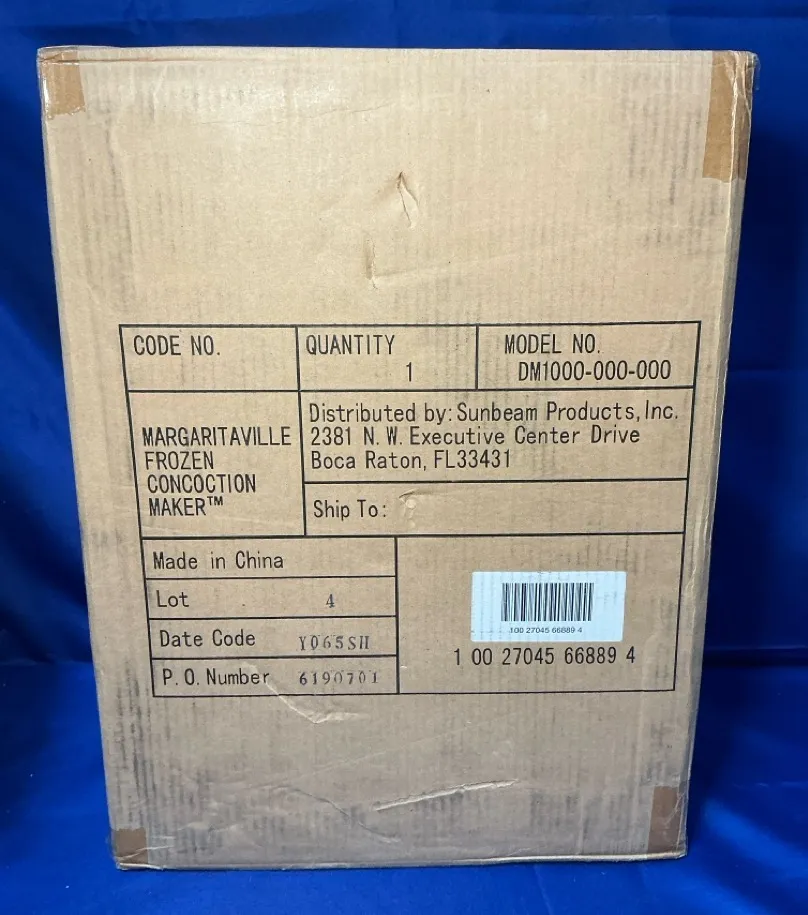 CODE NO.
QUANTITY
1
MODEL NO.
DM1000-000-000
MARGARITAVILLE
FROZEN
CONCOCTION
MAKER™
Distributed by: Sunbeam Products, Inc.
2381 N. W. Executive Center Drive
Boca Raton, FL33431
Ship To:
Made in China
Lot 4
Date Code Y065SH
P. O. Number 6190701
100 27045 66889 4
1 00 27045 66889 4